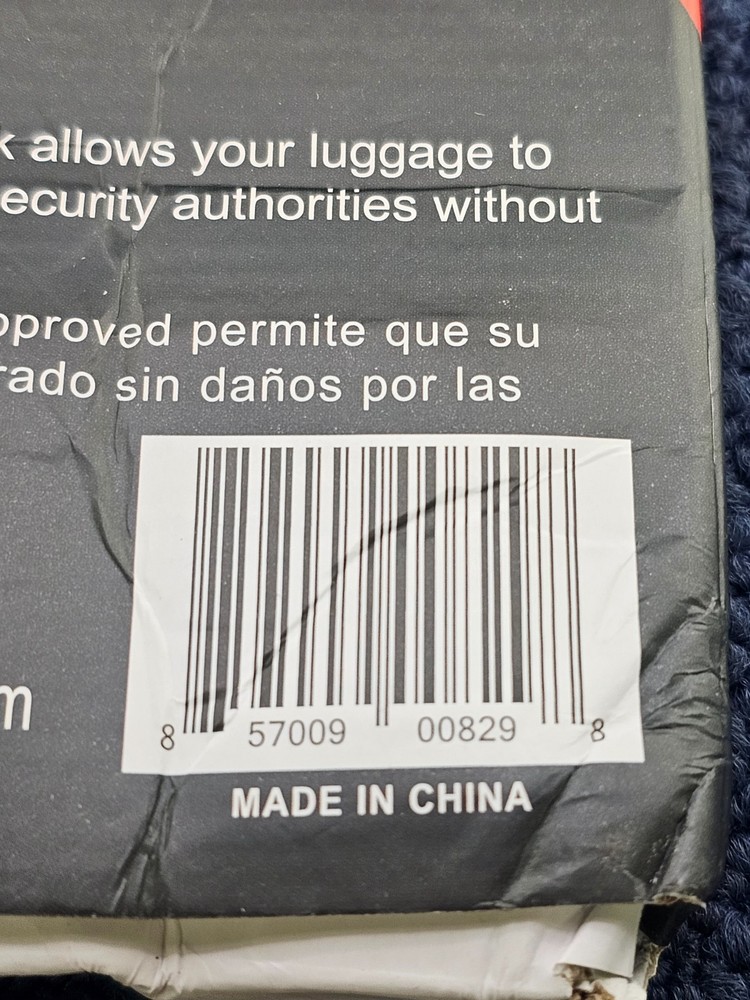 allows your luggage to
ecurity authorities without
pproved permite que su
rado sin daños por las
m
8 57009 00829 8
MADE IN CHINA